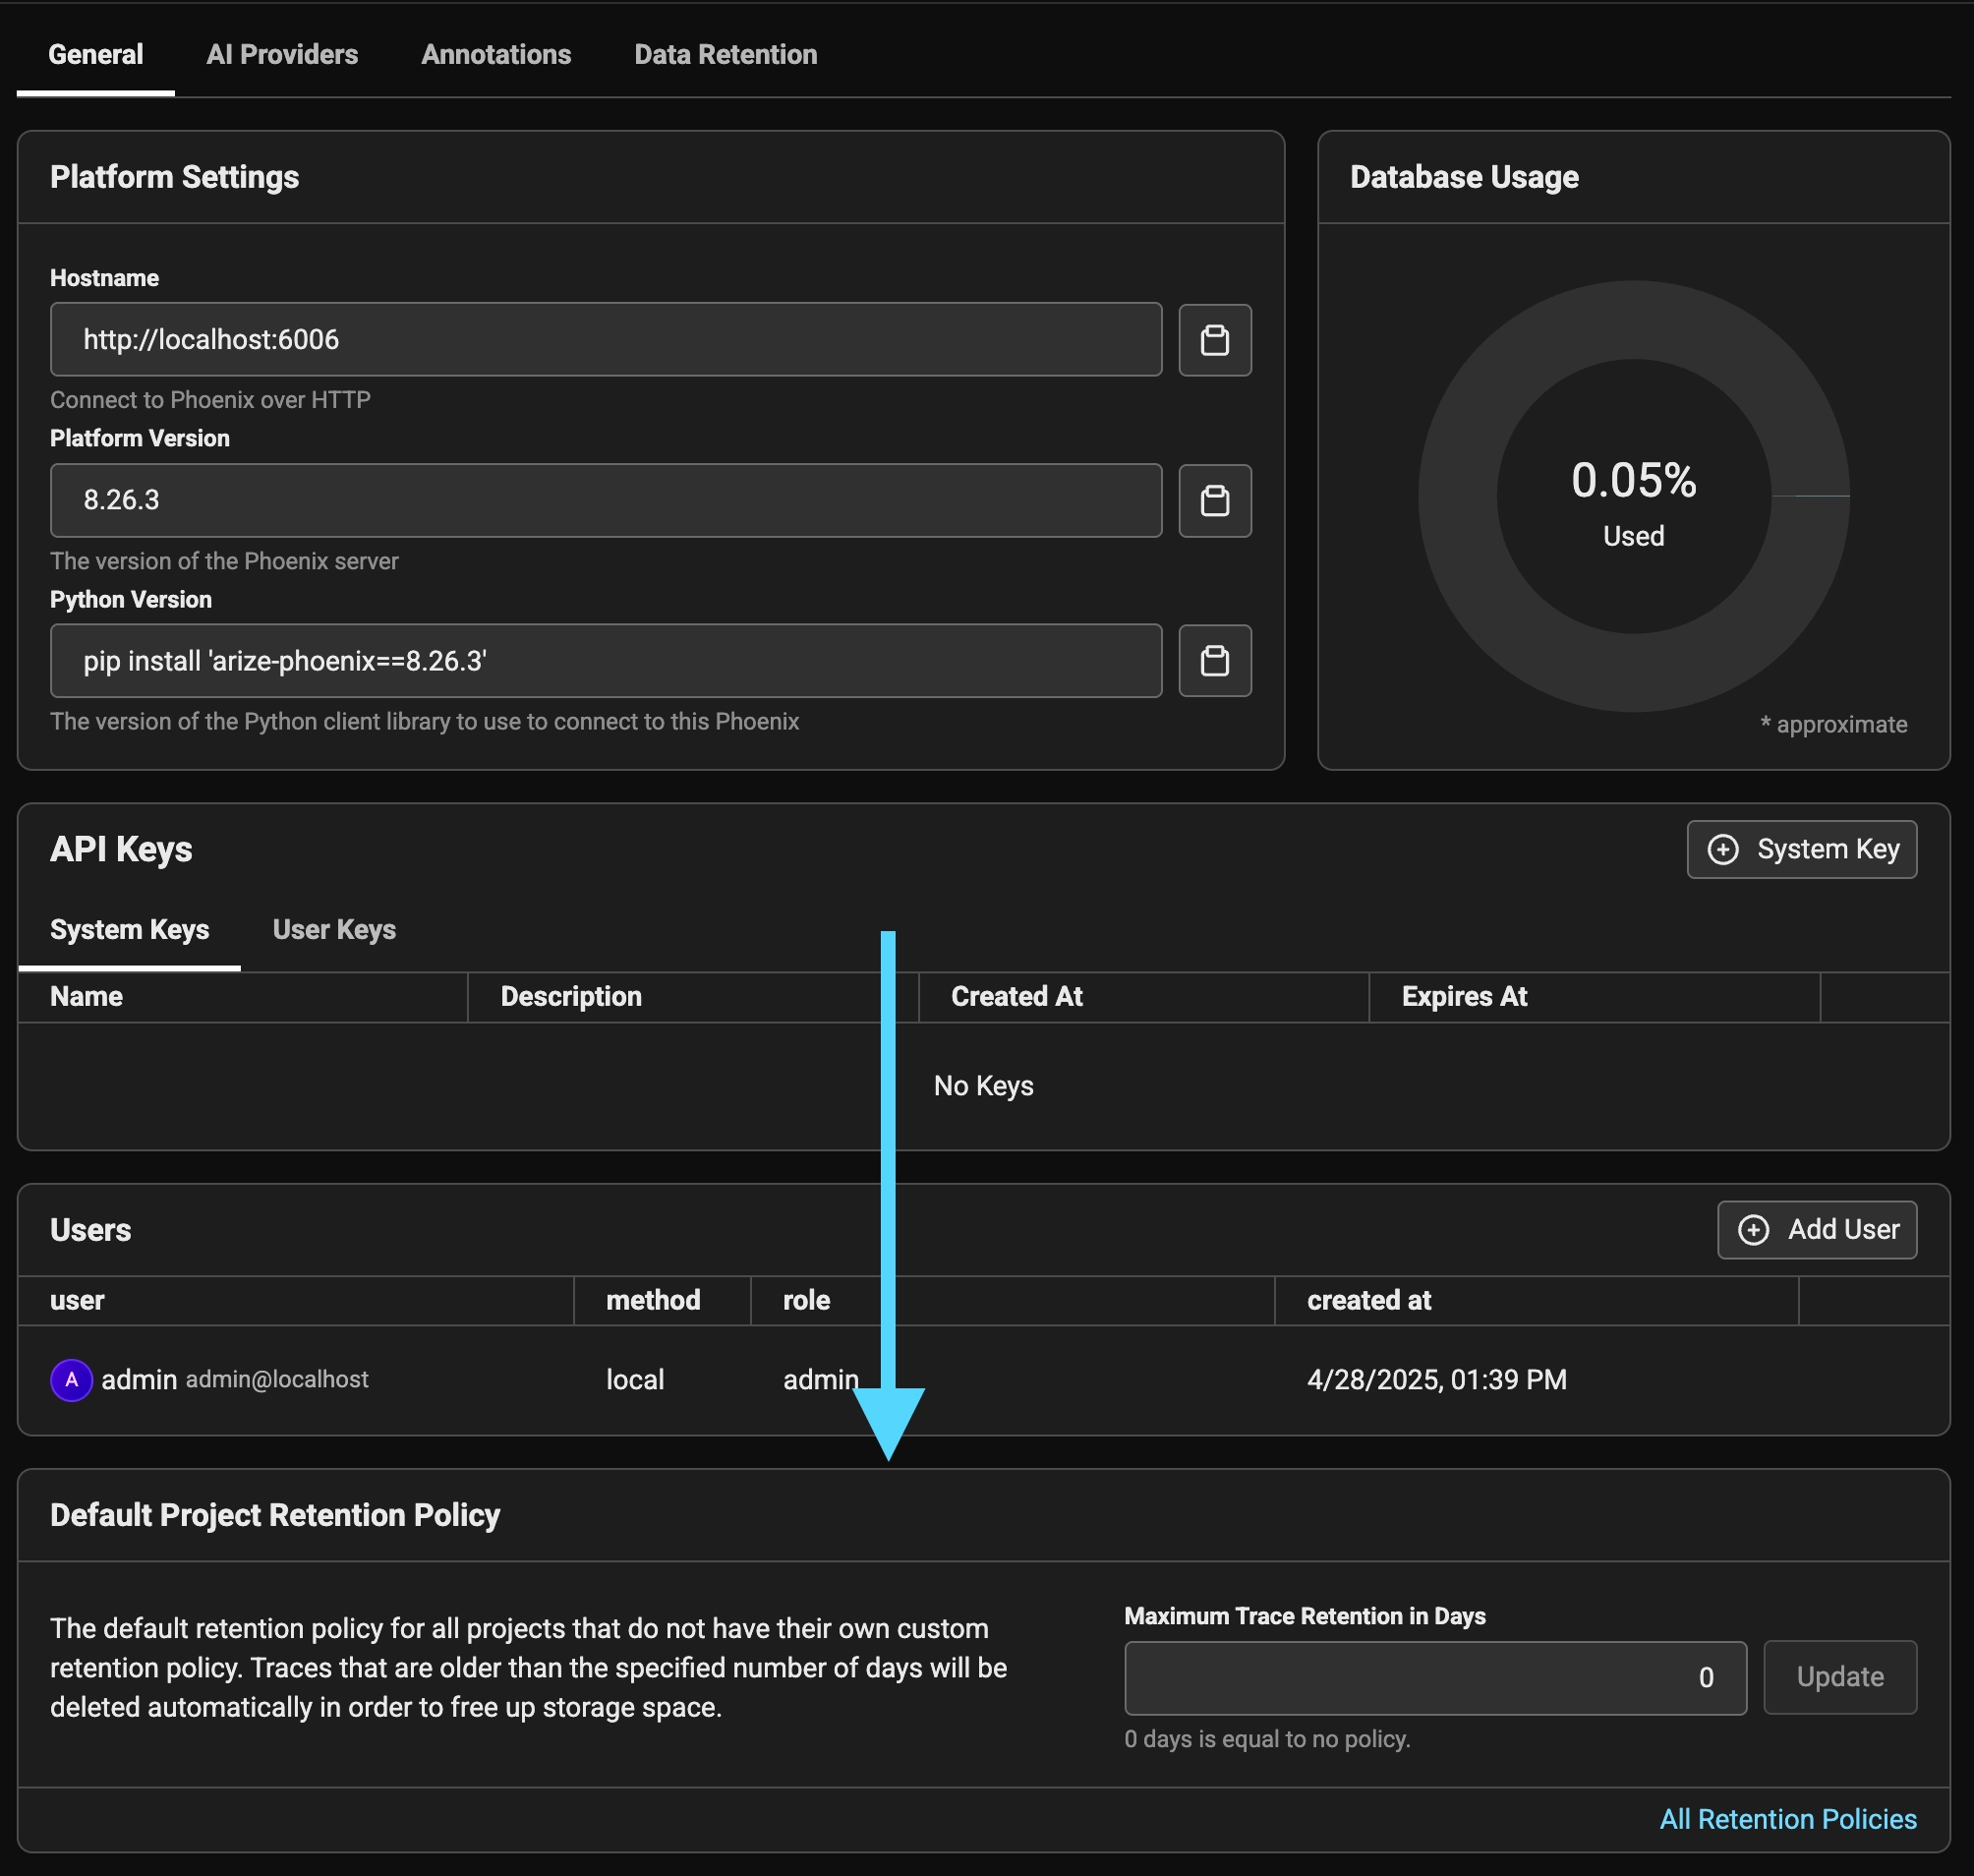 General AI Providers Annotations Data Retention
Platform Settings
Hostname
http://localhost:6006
Connect to Phoenix over HTTP
Platform Version
8.26.3
The version of the Phoenix server
Python Version
pip install 'arize-phoenix==8.26.3'
The version of the Python client library to use to connect to this Phoenix
Database Usage
0.05%
Used
* approximate
API Keys
System Key
System Keys User Keys
Name Description Created At Expires At
No Keys
Users
Add User
user method role created at
A admin admin@localhost local admin 4/28/2025, 01:39 PM
Default Project Retention Policy
The default retention policy for all projects that do not have their own custom
retention policy. Traces that are older than the specified number of days will be
deleted automatically in order to free up storage space.
Maximum Trace Retention in Days
0 Update
0 days is equal to no policy.
All Retention Policies